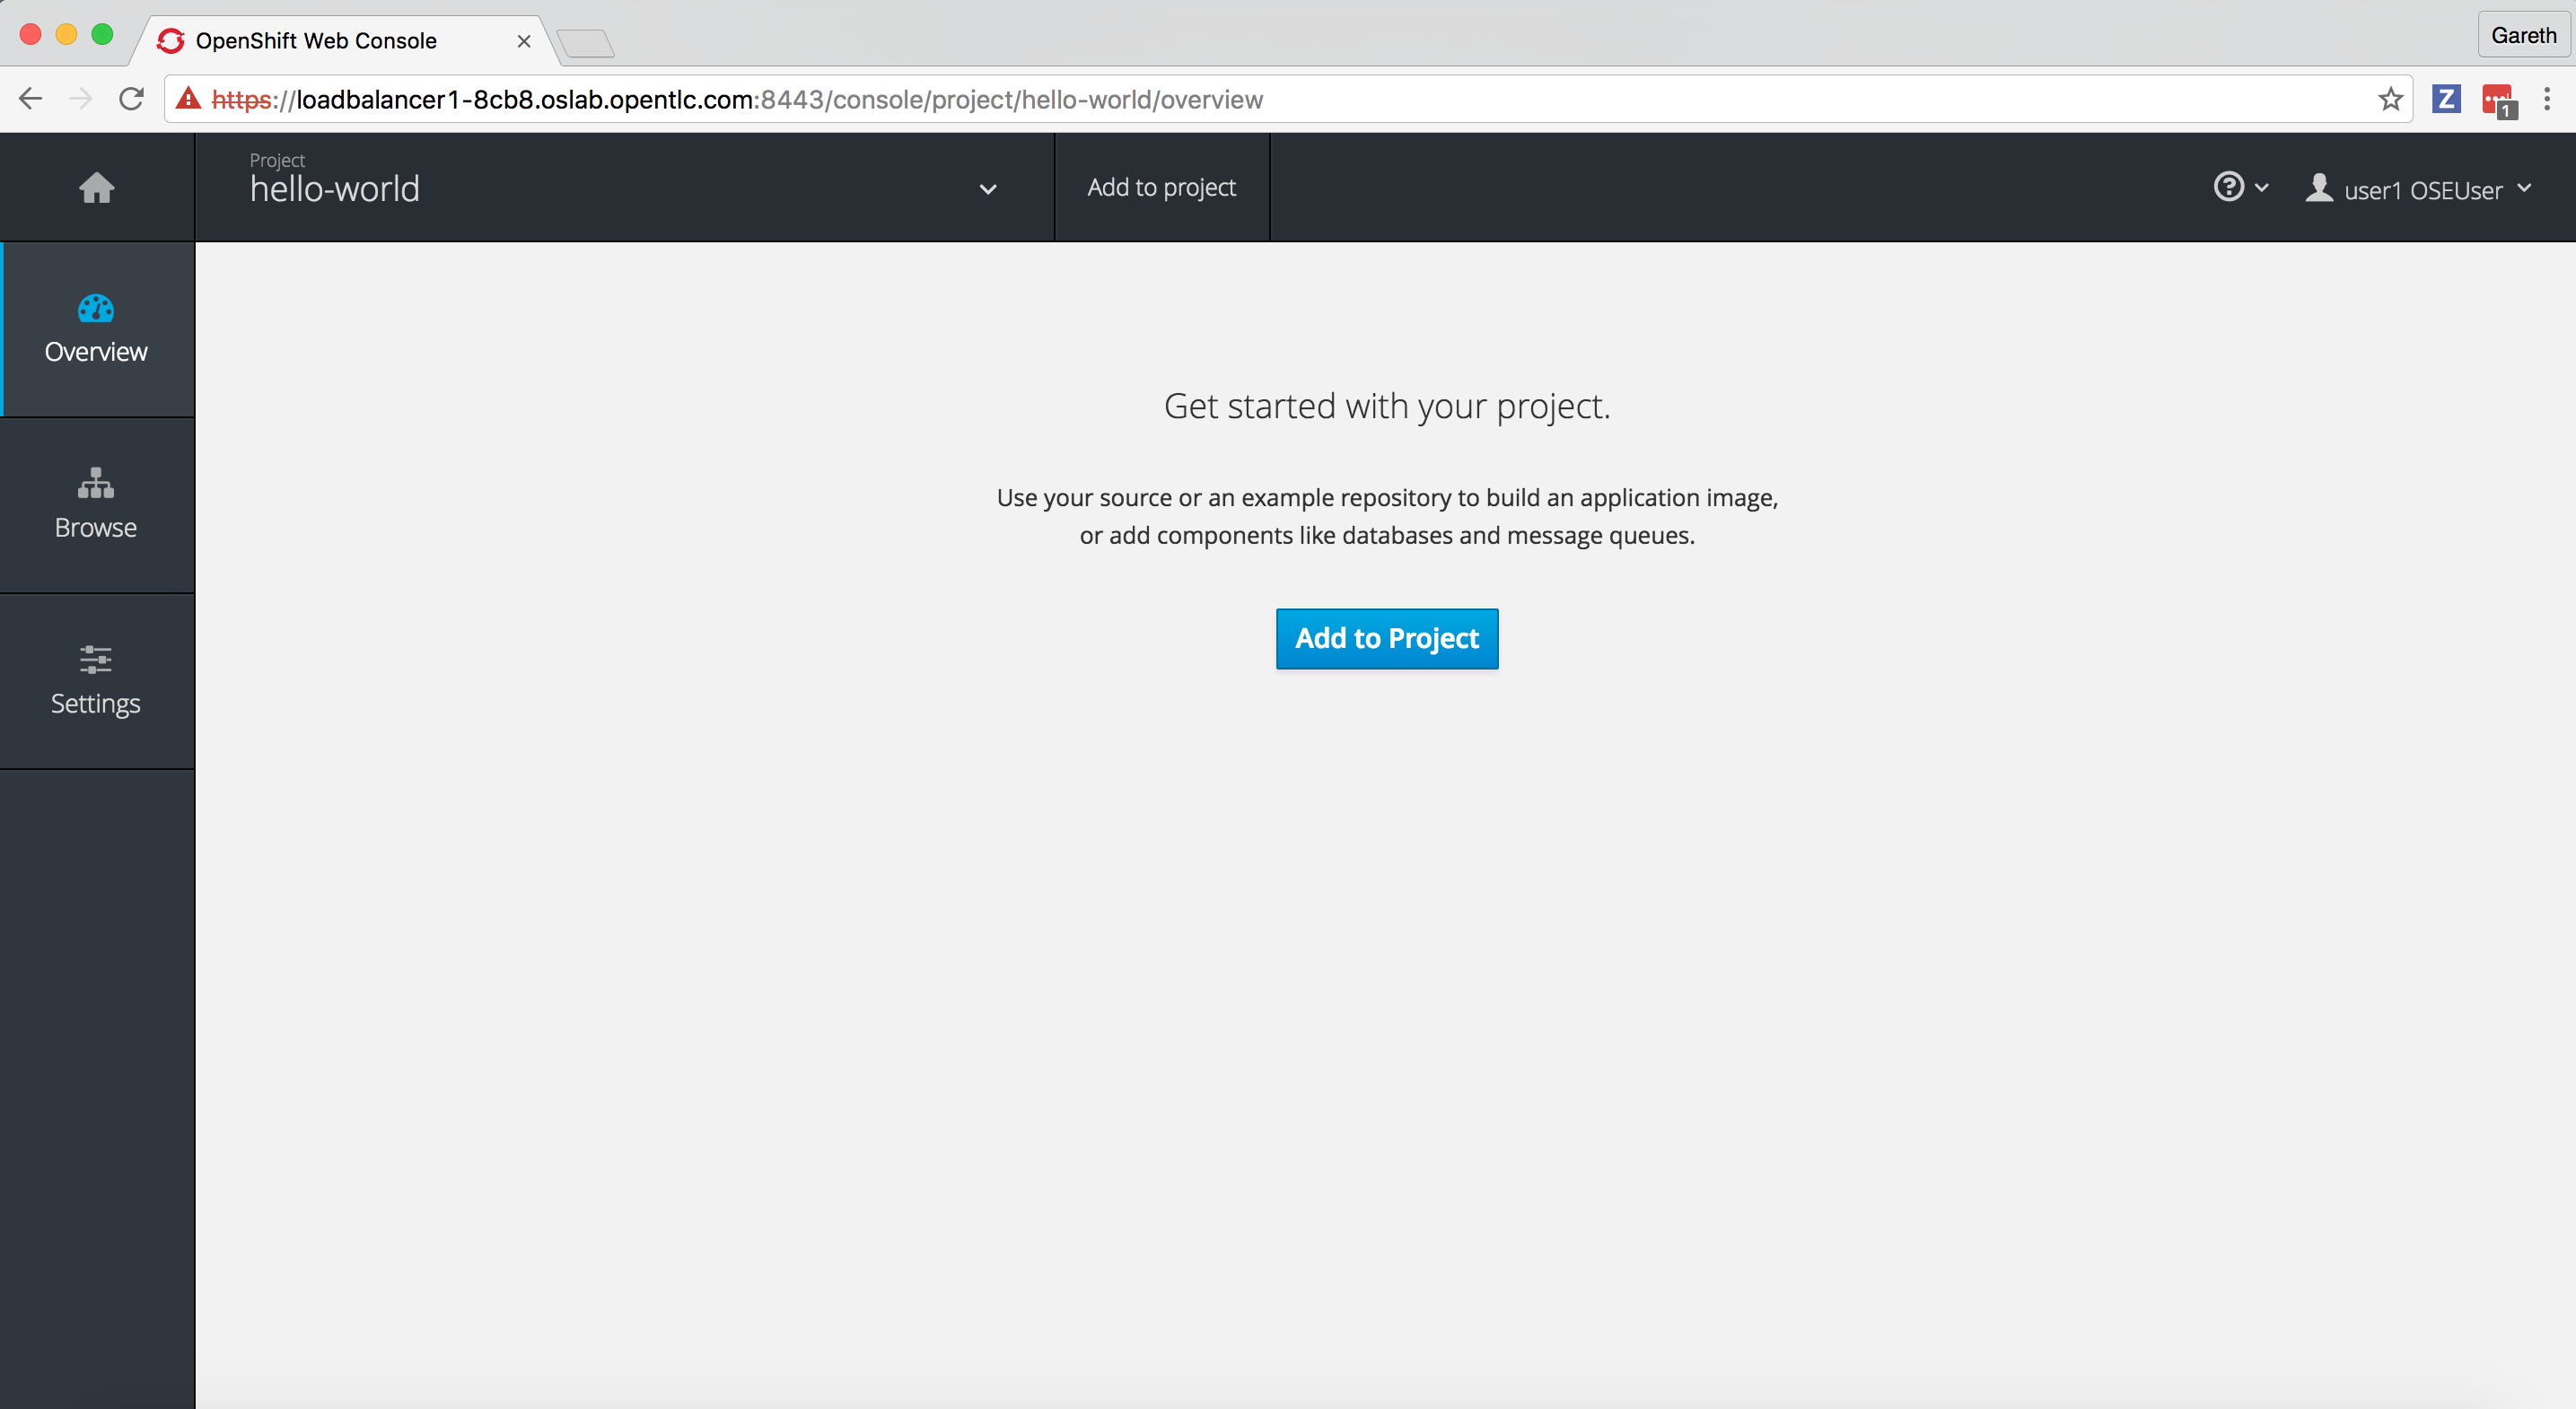 OpenShift Web Console
Gareth
https://loadbalancer1-8cb8.oslab.opentlc.com:8443/console/project/hello-world/overview
Z
1
Project
hello-world
Add to project
user1 OSEUser
Overview
Browse
Settings
Get started with your project.
Use your source or an example repository to build an application image,
or add components like databases and message queues.
Add to Project